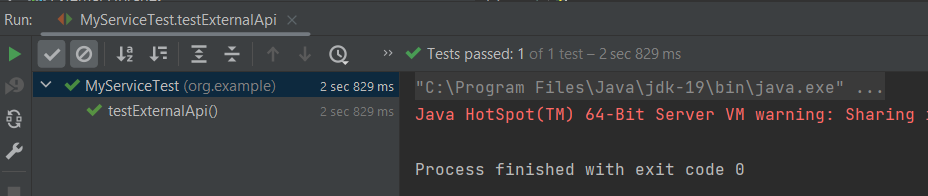 Run: MyServiceTest.testExternalApi ×
Tests passed: 1 of 1 test – 2 sec 829 ms
MyServiceTest (org.example) 2 sec 829 ms
testExternalApi() 2 sec 829 ms
"C:\Program Files\Java\jdk-19\bin\java.exe" ...
Java HotSpot(TM) 64-Bit Server VM warning: Sharing
Process finished with exit code 0